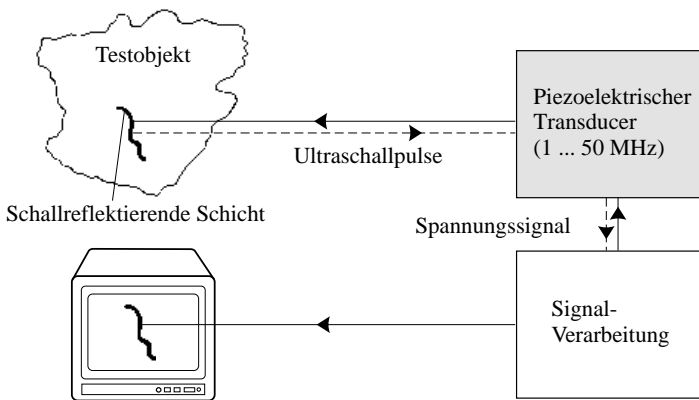 Testobjekt
Piezoelektrischer
Transducer
(1 ... 50 MHz)
Ultraschallpulse
Schallreflektierende Schicht
Spannungssignal
Signal-
Verarbeitung